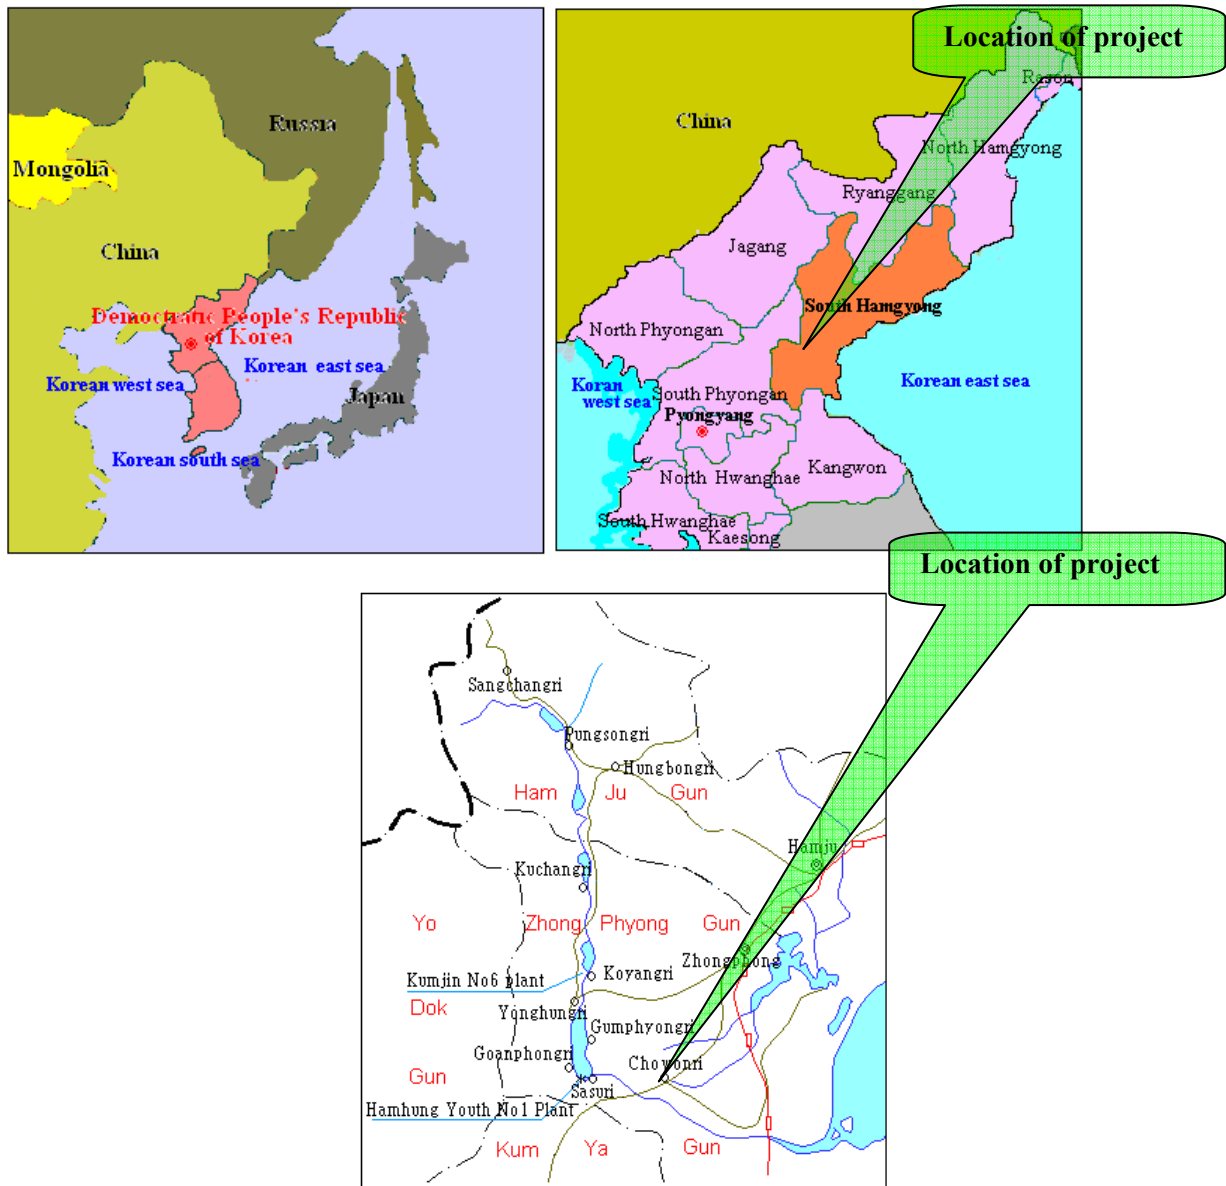 Russia
Mongolia
China
Democratic People's Republic
of Korea
Korean east sea
Korean west sea
Japan
Korean south sea
Location of project
Rason
China
North Hamgyong
Ryanggang
Jagang
South Hamgyong
North Phyongan
Koran
west sea
South Phyongan
Korean east sea
Pyongyang
Kangwon
North Hwanghae
South Hwanghae
Kaesong
Location of project
Sangchangri
Pungsongri
Hungbongri
Ham Ju Gun
Hamju
Kuchangri
Yo Zhong Phyong Gun
Zhongphong
Kumjin No6 plant
Koyangri
Dok
Yonghungri
Gumphyongri
Goanphongri
Chowonri
Gun
Sasuri
Hamhung Youth No1 Plant
Kum Ya Gun